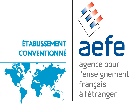 ÉTABLISSEMENT
CONVENTIONNÉ
aefe
agence pour
l'enseignement
français
à l'étranger